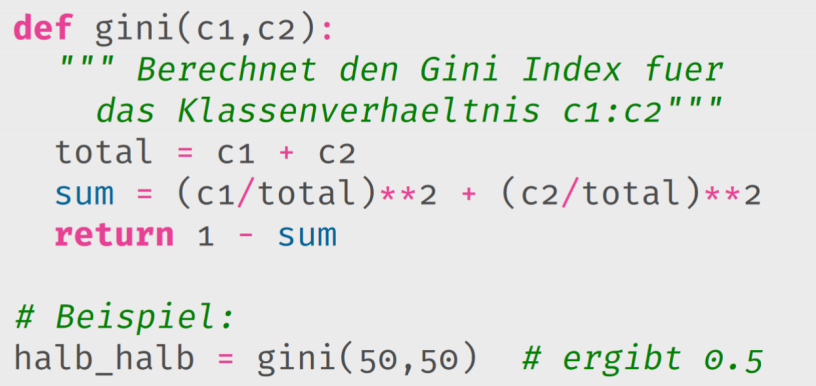 def gini(c1,c2):
  """ Berechnet den Gini Index fuer
    das Klassenverhaeltnis c1:c2"""
  total = c1 + c2
  sum = (c1/total)**2 + (c2/total)**2
  return 1 - sum

# Beispiel:
halb_halb = gini(50,50)  # ergibt 0.5